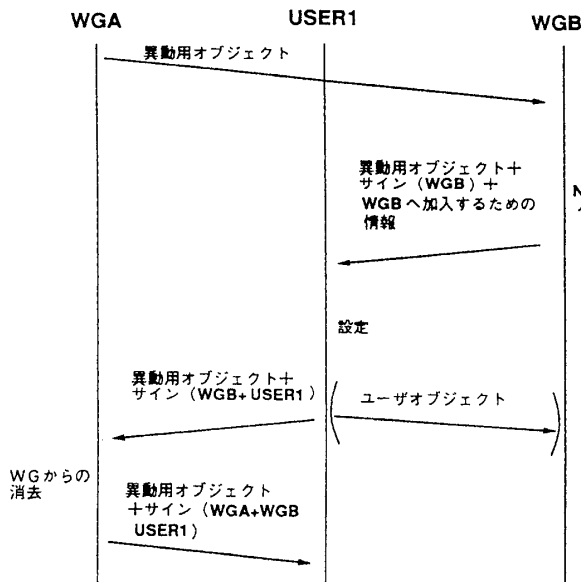 WGA
USER1
WGB
異動用オブジェクト
異動用オブジェクト＋
サイン（WGB）＋
WGBへ加入するための
情報
N
設定
異動用オブジェクト＋
サイン（WGB+USER1）
ユーザオブジェクト
WGからの
消去
異動用オブジェクト
＋サイン（WGA+WGB
USER1）